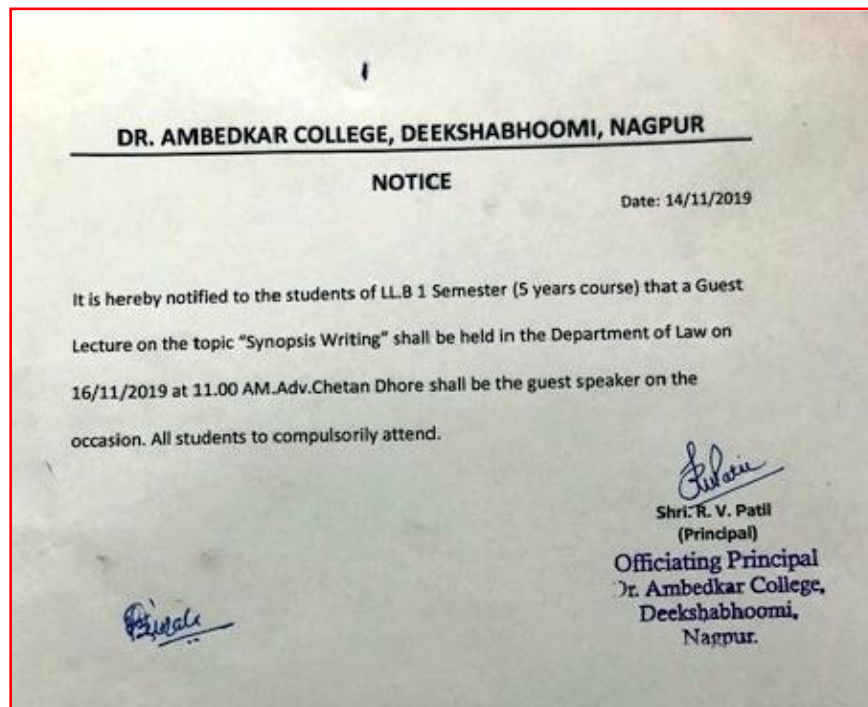 DR. AMBEDKAR COLLEGE, DEEKSHABHOOMI, NAGPUR
NOTICE
Date: 14/11/2019
It is hereby notified to the students of LL.B 1 Semester (5 years course) that a Guest
Lecture on the topic “Synopsis Writing” shall be held in the Department of Law on
16/11/2019 at 11.00 AM.Adv.Chetan Dhore shall be the guest speaker on the
occasion. All students to compulsorily attend.
Shri. R. V. Patil
(Principal)
Officiating Principal
Dr. Ambedkar College,
Deekshabhoomi,
Nagpur.